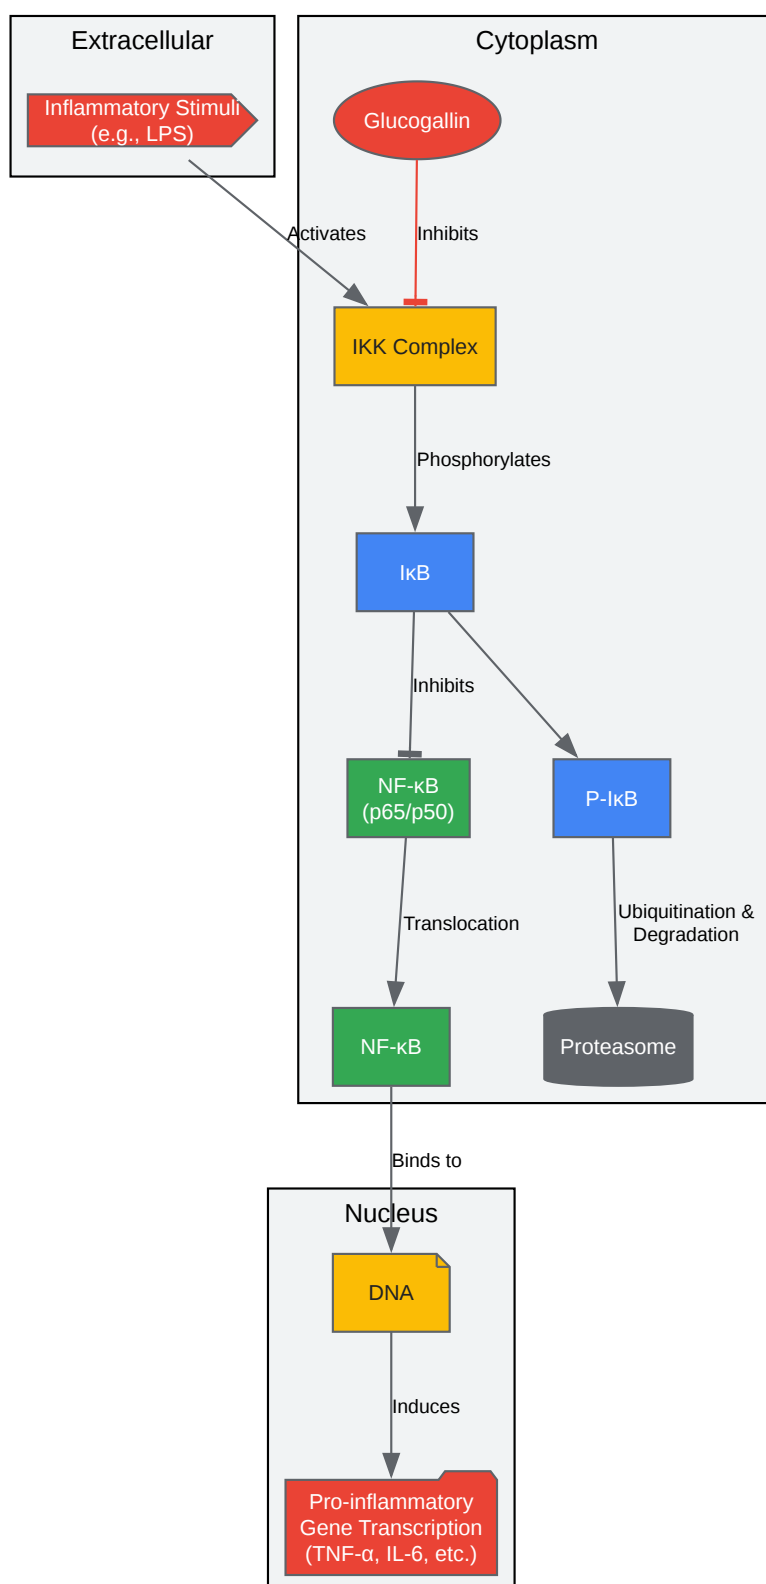 Extracellular
Cytoplasm
Inflammatory Stimuli
(e.g., LPS)
Glucogallin
Activates
Inhibits
IKK Complex
Phosphorylates
IκB
Inhibits
NF-κB
(p65/p50)
P-IκB
Translocation
Ubiquitination &
Degradation
NF-κB
Proteasome
Binds to
Nucleus
DNA
Induces
Pro-inflammatory
Gene Transcription
(TNF-α, IL-6, etc.)